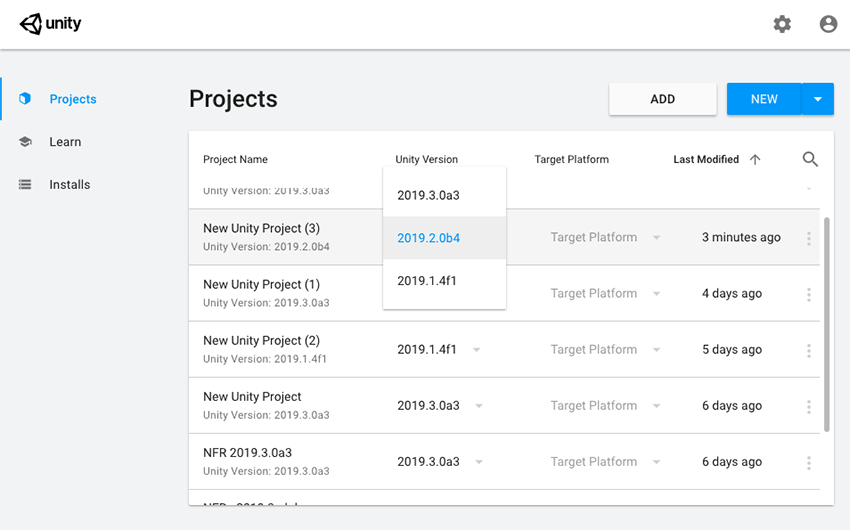 unity
Projects
Learn
Installs
Projects
ADD
NEW
Project Name
Unity Version
Target Platform
Last Modified
Unity Version: 2019.3.0a3
2019.3.0a3
2019.2.0b4
2019.1.4f1
New Unity Project (3)
Unity Version: 2019.2.0b4
Target Platform
3 minutes ago
New Unity Project (1)
Unity Version: 2019.3.0a3
Target Platform
4 days ago
New Unity Project (2)
Unity Version: 2019.1.4f1
2019.1.4f1
Target Platform
5 days ago
New Unity Project
Unity Version: 2019.3.0a3
2019.3.0a3
Target Platform
6 days ago
NFR 2019.3.0a3
Unity Version: 2019.3.0a3
2019.3.0a3
Target Platform
6 days ago